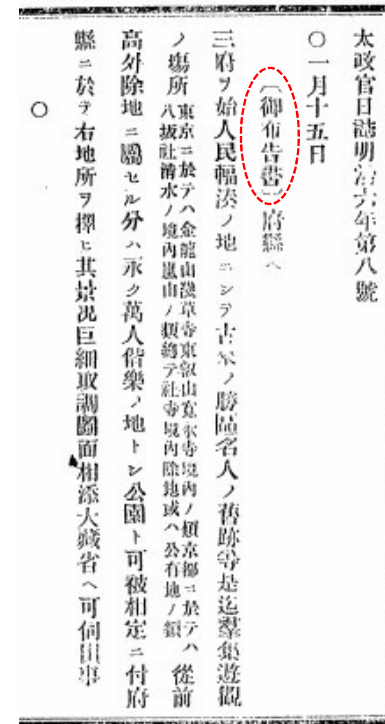 太政官日誌明治六年第八號
〇一月十五日
〔御布告書〕府縣へ
三府ヲ始人民輻湊ノ地ニシテ古來ノ勝區名人ノ舊跡等是迄羣集遊觀
ノ塲所東京ニ於テハ金龍山淺草寺東叡山寬永寺境内ノ類京都ニ於テハ
八坂社清水ノ境内嵐山ノ類總テ社寺境内除地或ハ公有地ノ類從前
高外除地ニ屬セル分ハ永ク萬人偕樂ノ地トシ公園ト可被相定ニ付府
縣ニ於テ右地所ヲ擇ヒ其景況巨細取調圖面相添大藏省ヘ可伺出事
〇